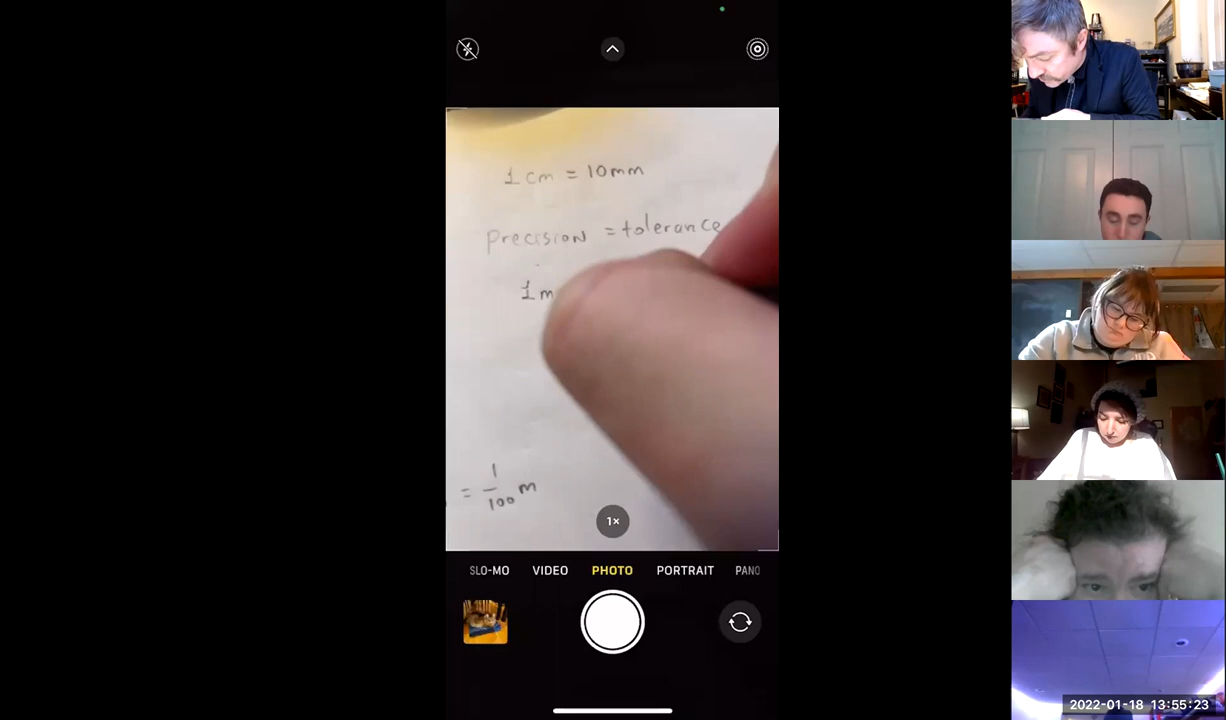 1 cm = 10mm
precision = tolerance
1 m
= 1/100 m
1×
SLO-MO VIDEO PHOTO PORTRAIT PANO
2022-01-18 13:55:23